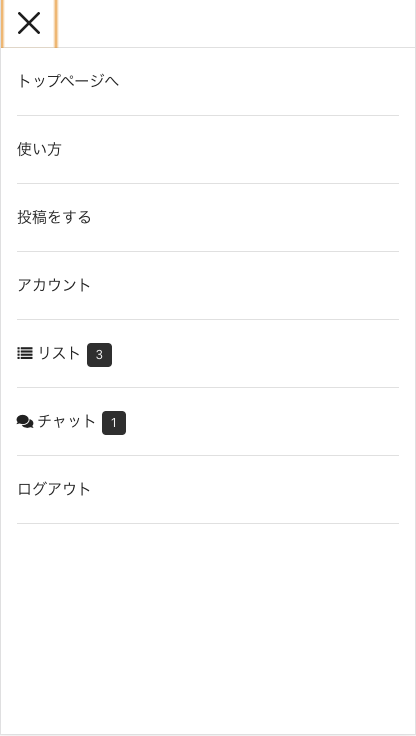 トップページへ
使い方
投稿をする
アカウント
リスト 3
チャット 1
ログアウト